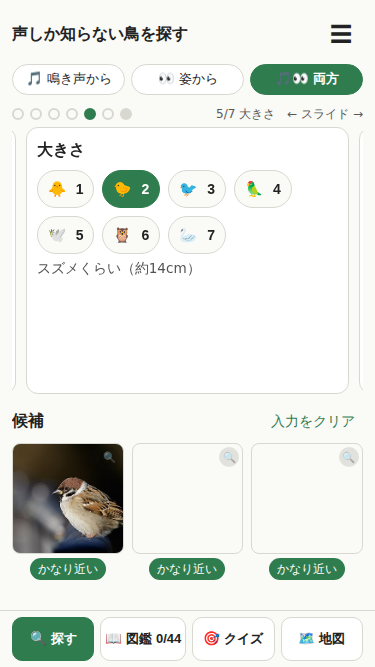 声しか知らない鳥を探す
🎵 鳴き声から
👀 姿から
🎵👀 両方
5/7 大きさ ← スライド →
大きさ
🐥 1
🐤 2
🐦 3
🦜 4
🕊️ 5
🦉 6
🦢 7
スズメくらい（約14cm）
候補
入力をクリア
かなり近い
かなり近い
かなり近い
🔍 探す
📖 図鑑 0/44
🎯 クイズ
🗺️ 地図